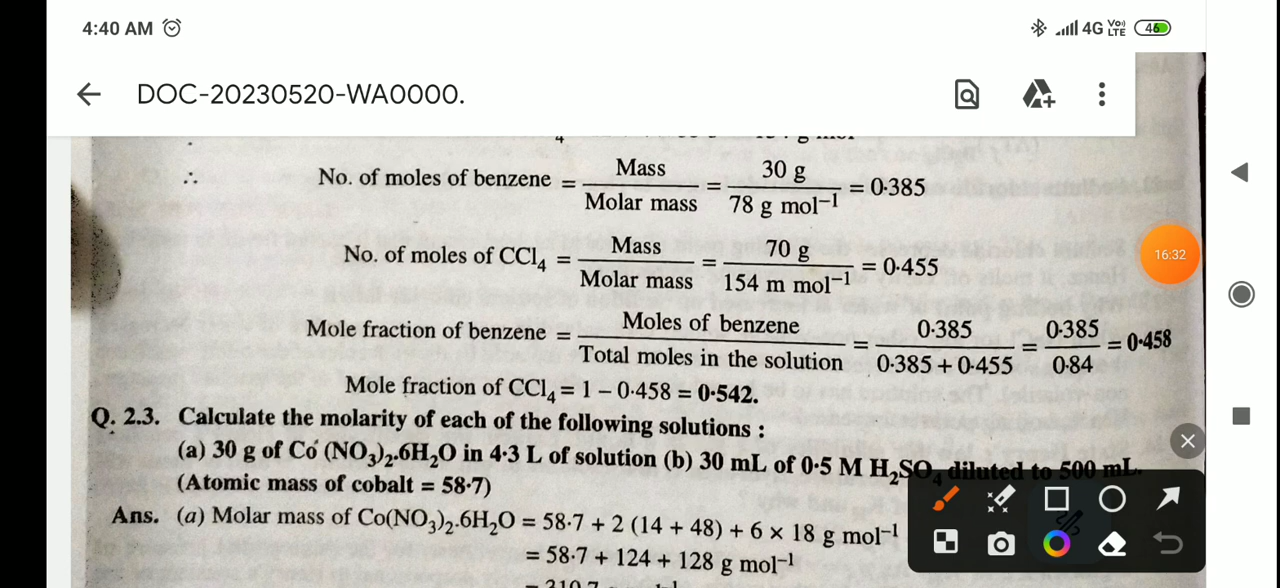 4:40 AM
4G Vo)) LTE 46
DOC-20230520-WA0000.
∴ No. of moles of benzene = Mass / Molar mass = 30 g / 78 g mol⁻¹ = 0·385
No. of moles of CCl₄ = Mass / Molar mass = 70 g / 154 m mol⁻¹ = 0·455
16:32
Mole fraction of benzene = Moles of benzene / Total moles in the solution = 0·385 / 0·385 + 0·455 = 0·385 / 0·84 = 0·458
Mole fraction of CCl₄ = 1 – 0·458 = 0·542.
Q. 2.3. Calculate the molarity of each of the following solutions :
(a) 30 g of Co (NO₃)₂.6H₂O in 4·3 L of solution (b) 30 mL of 0·5 M H₂SO₄ diluted to 500 mL.
(Atomic mass of cobalt = 58·7)
Ans. (a) Molar mass of Co(NO₃)₂.6H₂O = 58·7 + 2 (14 + 48) + 6 × 18 g mol⁻¹
= 58·7 + 124 + 128 g mol⁻¹